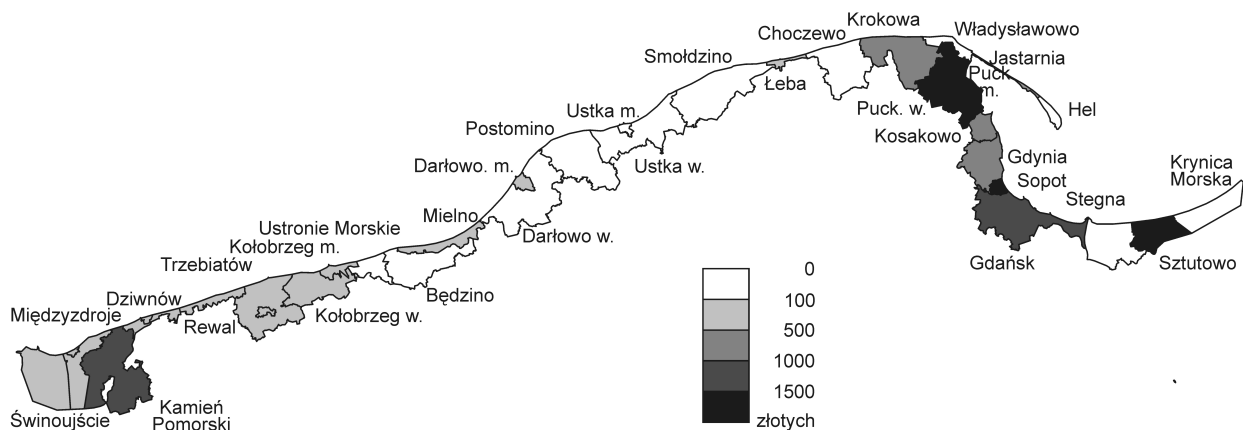 Krokowa
Władysławowo
Choczewo
Jastarnia
Smołdzino
Puck
m.
Łeba
Ustka m.
Puck. w.
Hel
Postomino
Kosakowo
Darłowo. m.
Ustka w.
Gdynia
Krynica
Morska
Sopot
Mielno
Stegna
Ustronie Morskie
Darłowo w.
Kołobrzeg m.
Gdańsk
Sztutowo
Trzebiatów
0
Dziwnów
Będzino
100
Międzyzdroje
Rewal
Kołobrzeg w.
500
1000
1500
Świnoujście
Kamień
Pomorski
złotych